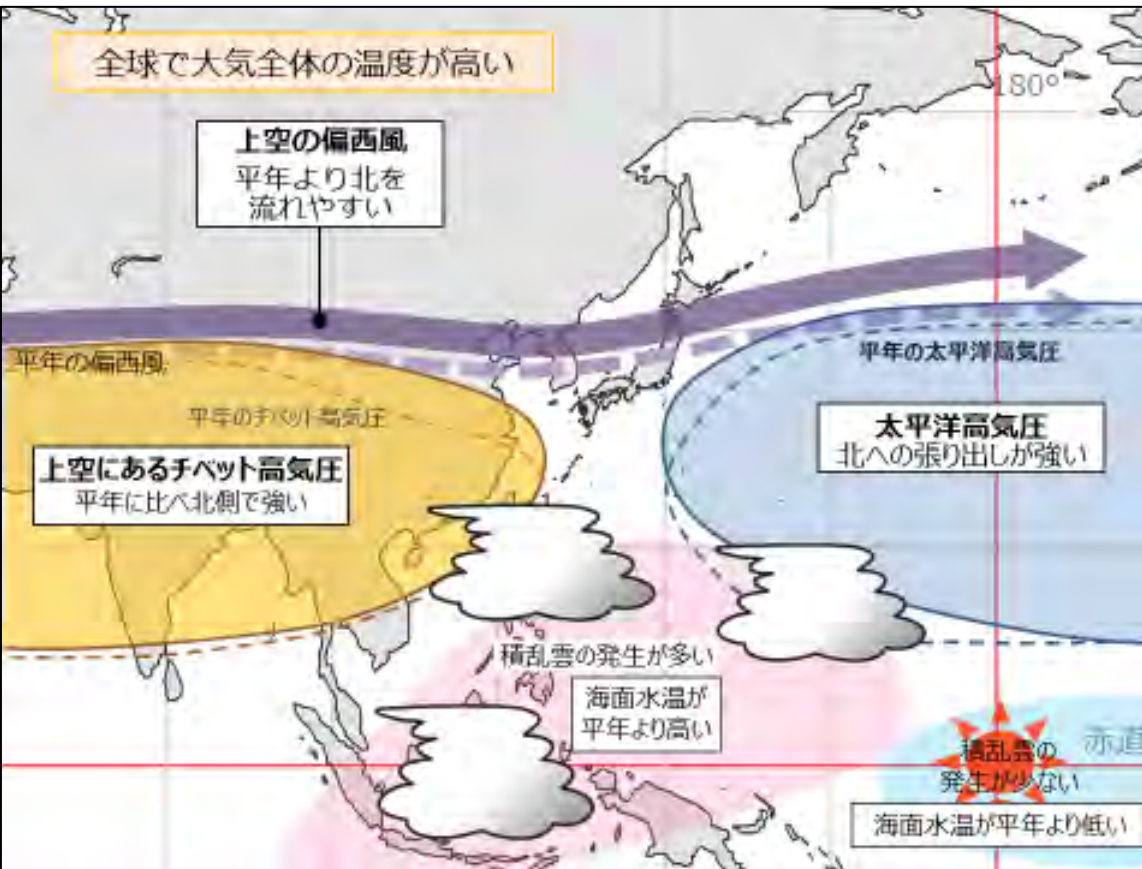 全球で大気全体の温度が高い
180°
上空の偏西風
平年より北を
流れやすい
平年の偏西風
平年の太平洋高気圧
平年のチベット高気圧
太平洋高気圧
北への張り出しが強い
上空にあるチベット高気圧
平年に比べ北側で強い
積乱雲の発生が多い
海面水温が
平年より高い
赤道
積乱雲の
発生が少ない
海面水温が平年より低い